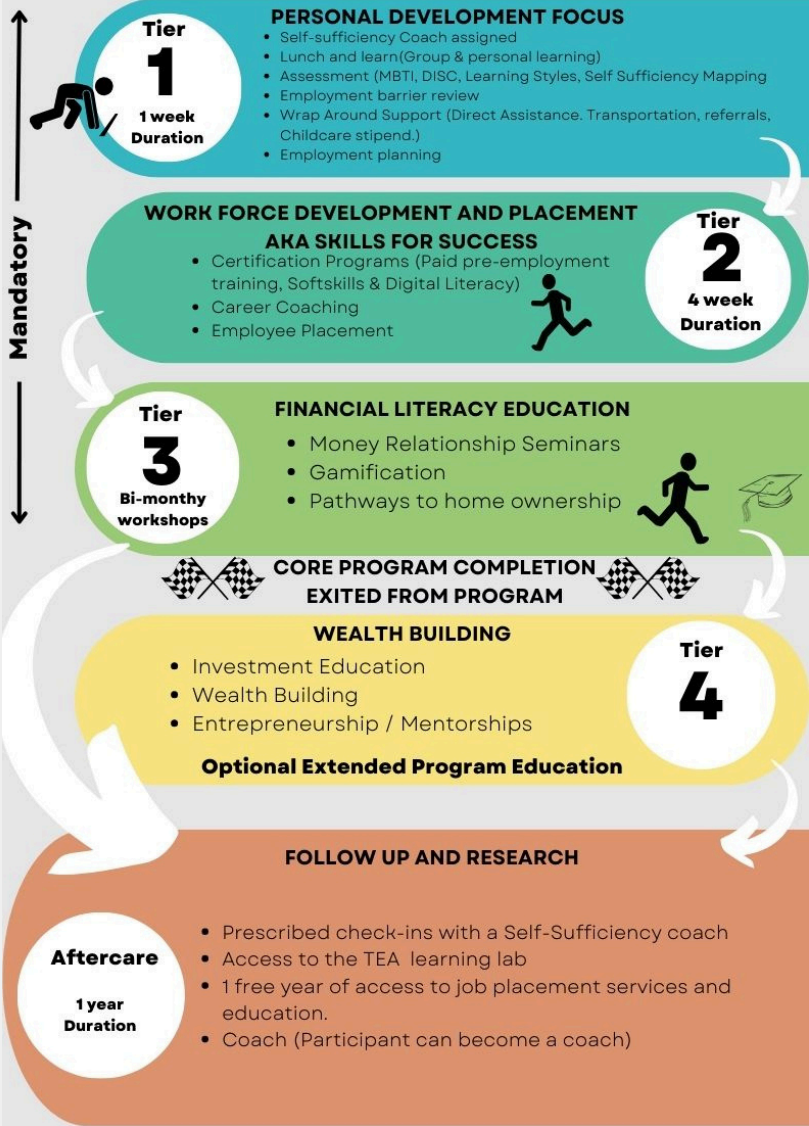 Mandatory
Tier
1
1 week
Duration
PERSONAL DEVELOPMENT FOCUS
• Self-sufficiency Coach assigned
• Lunch and learn(Group & personal learning)
• Assessment (MBTI, DISC, Learning Styles, Self Sufficiency Mapping
• Employment barrier review
• Wrap Around Support (Direct Assistance. Transportation, referrals,
Childcare stipend.)
• Employment planning
WORK FORCE DEVELOPMENT AND PLACEMENT
AKA SKILLS FOR SUCCESS
• Certification Programs (Paid pre-employment
training, Softskills & Digital Literacy)
• Career Coaching
• Employee Placement
Tier
2
4 week
Duration
Tier
3
Bi-monthy
workshops
FINANCIAL LITERACY EDUCATION
• Money Relationship Seminars
• Gamification
• Pathways to home ownership
CORE PROGRAM COMPLETION
EXITED FROM PROGRAM
WEALTH BUILDING
• Investment Education
• Wealth Building
• Entrepreneurship / Mentorships
Optional Extended Program Education
Tier
4
FOLLOW UP AND RESEARCH
Aftercare
1 year
Duration
• Prescribed check-ins with a Self-Sufficiency coach
• Access to the TEA learning lab
• 1 free year of access to job placement services and
education.
• Coach (Participant can become a coach)